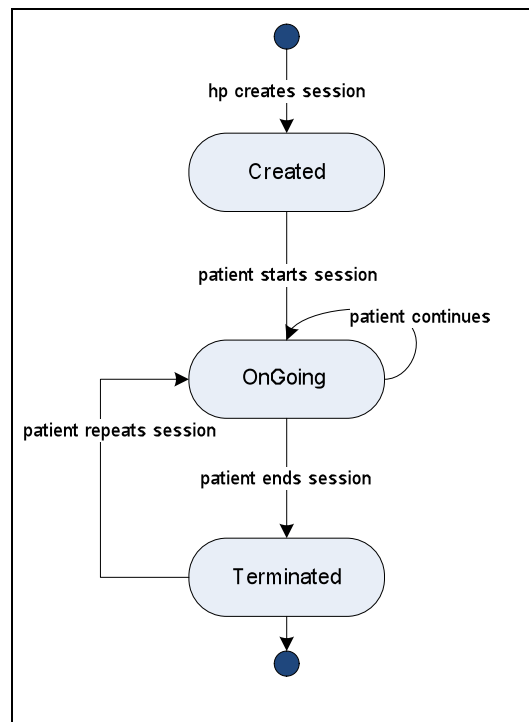 hp creates session
Created
patient starts session
patient continues
OnGoing
patient repeats session
patient ends session
Terminated